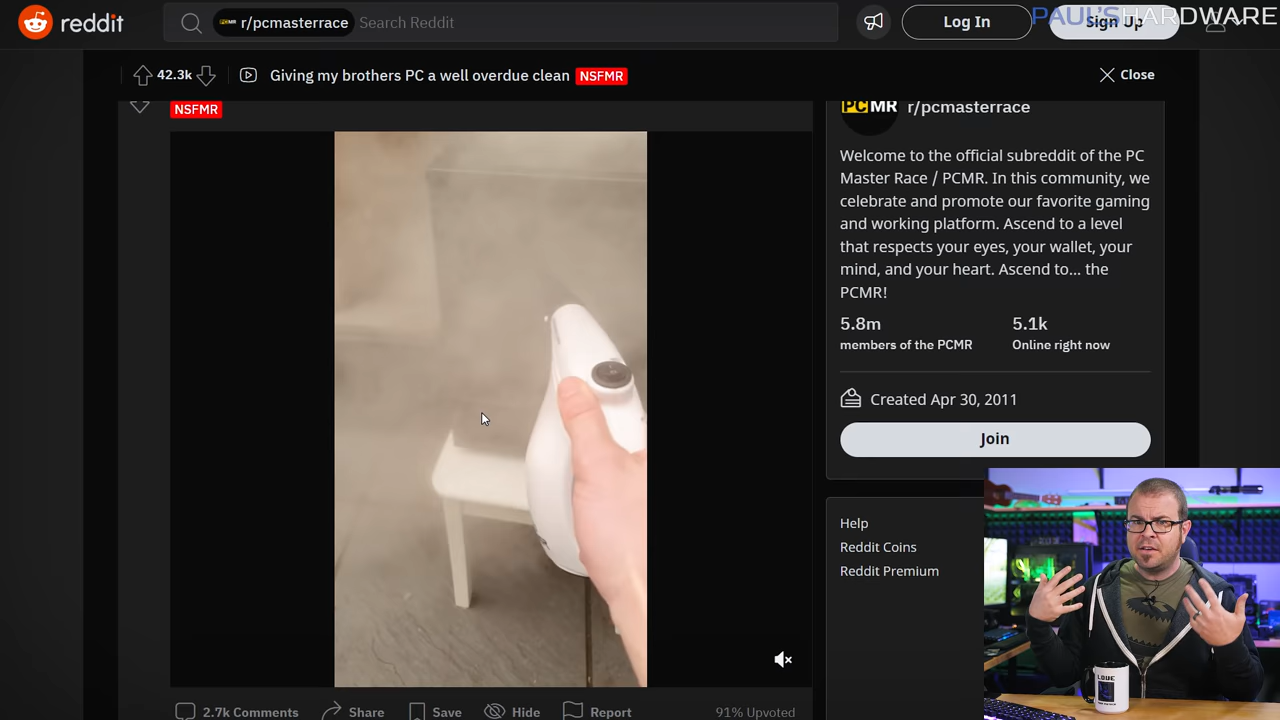 reddit
r/pcmasterrace
Search Reddit
Log In
Sign Up
PAUL'S HARDWARE
42.3k
Giving my brothers PC a well overdue clean
NSFMR
Close
NSFMR
PCMR
r/pcmasterrace
Welcome to the official subreddit of the PC
Master Race / PCMR. In this community, we
celebrate and promote our favorite gaming
and working platform. Ascend to a level
that respects your eyes, your wallet, your
mind, and your heart. Ascend to... the
PCMR!
5.8m
5.1k
members of the PCMR
Online right now
Created Apr 30, 2011
Join
Help
Reddit Coins
Reddit Premium
LOVE
2.7k Comments
Share
Save
Hide
Report
91% Upvoted